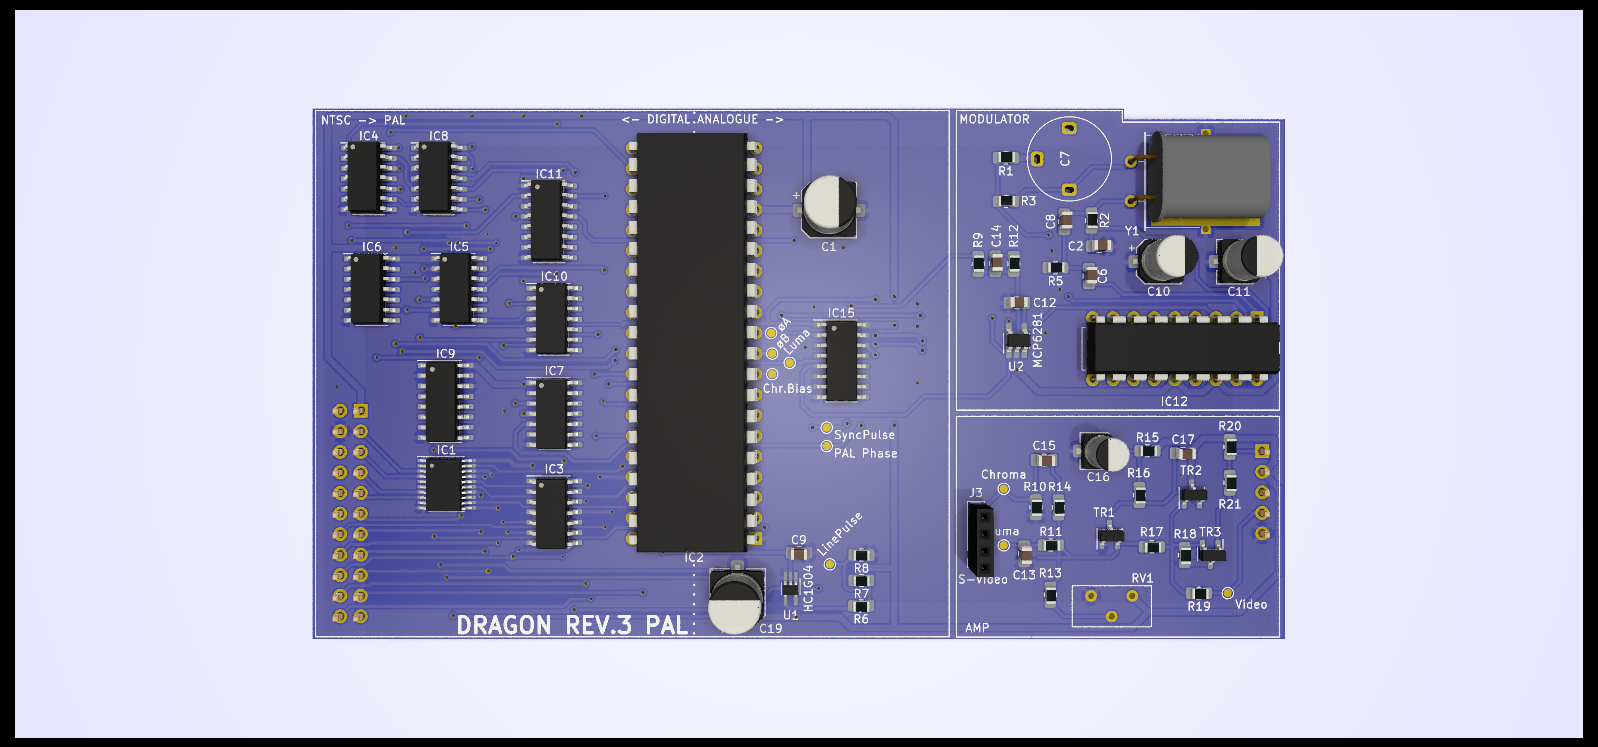 NTSC -> PAL
<- DIGITAL.ANALOGUE ->
MODULATOR
IC4
IC8
IC11
IC6
IC5
IC10
IC9
IC7
IC1
IC3
IC2
C1
IC15
øA
øB
Luma
Chr.Bias
SyncPulse
PAL Phase
LinePulse
C9
HC1G04
U1
R8
R7
R6
C19
DRAGON REV.3 PAL
R1
C7
R3
C8
R2
Y1
C2
R9
C14
R12
R5
C6
C10
C11
C12
MCP6281
U2
IC12
C15
C16
R15
C17
R20
Chroma
R16
TR2
J3
R10
R14
R21
TR1
uma
R11
R17
R18
TR3
C13
S-Video
R13
RV1
R19
Video
AMP